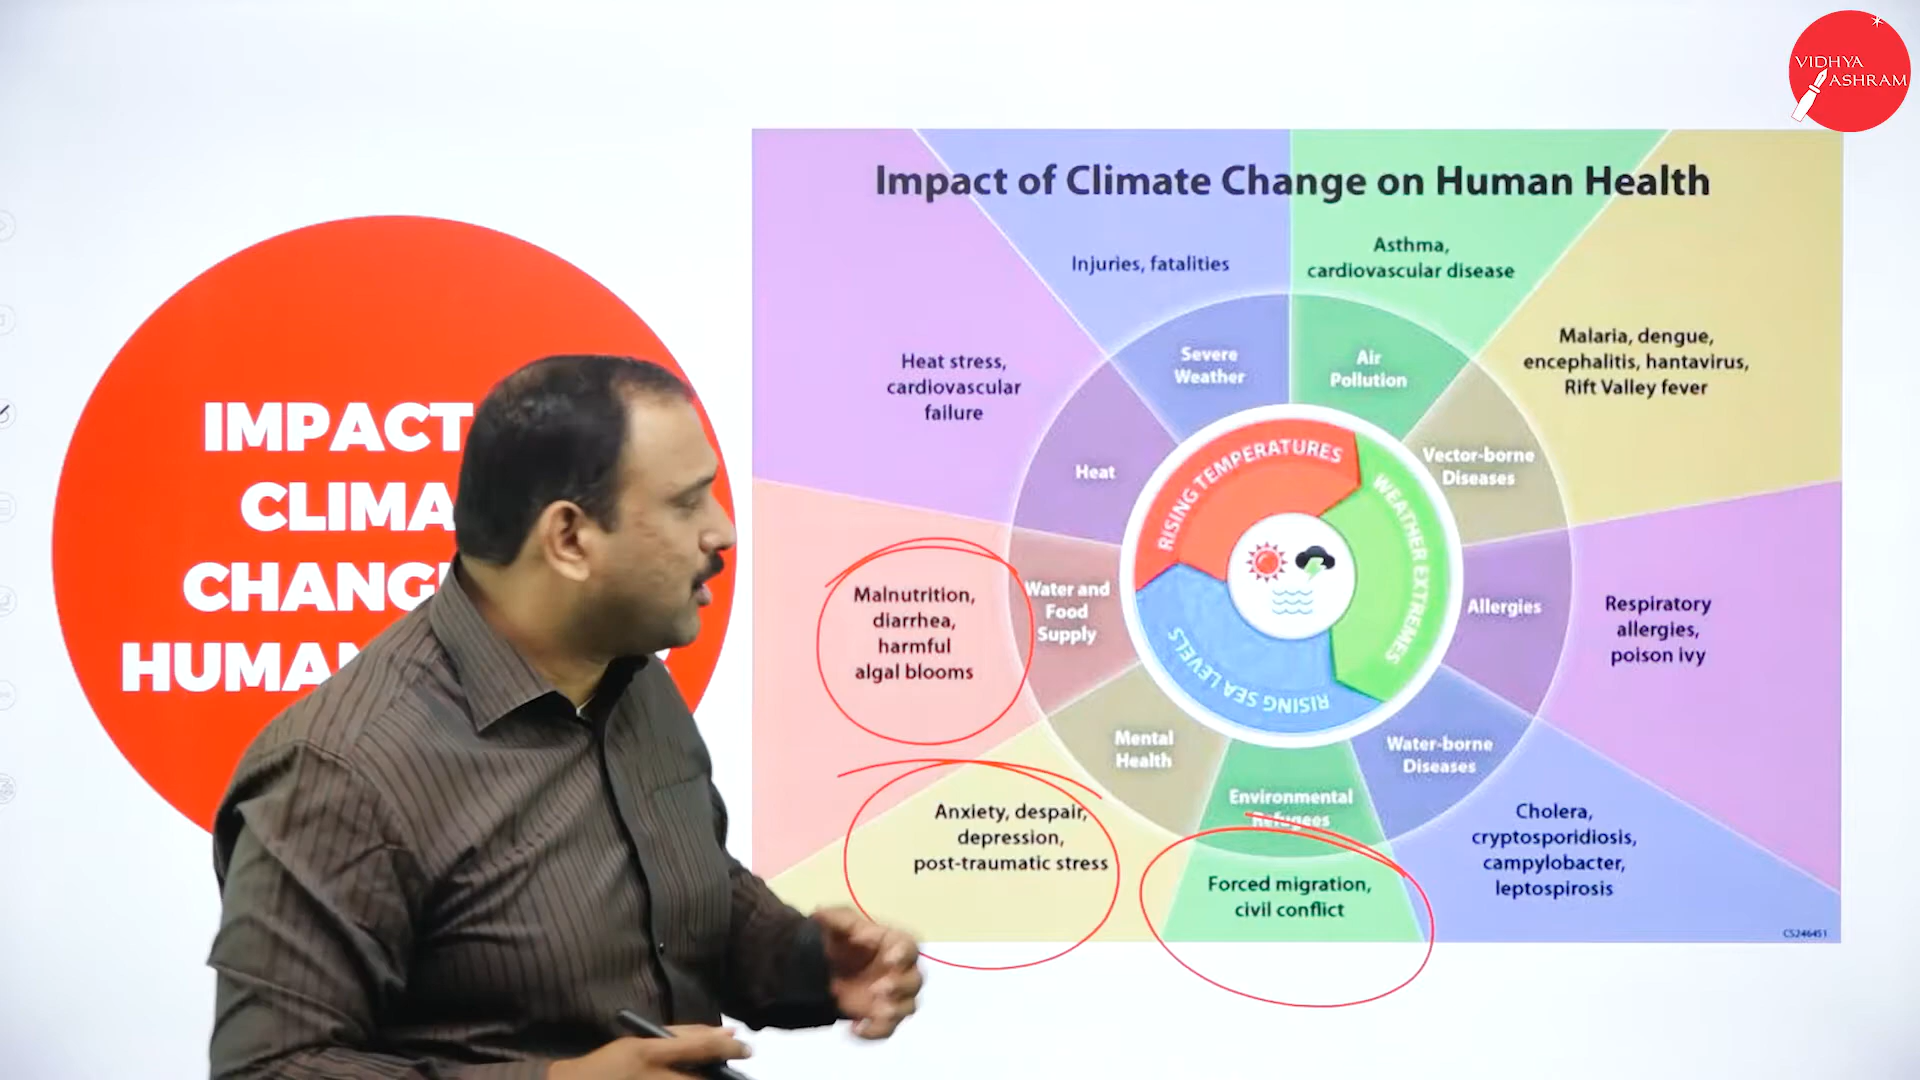 VIDHYA
ASHRAM
IMPACT
CLIMA
CHANG
HUMAN
Impact of Climate Change on Human Health
Injuries, fatalities
Asthma,
cardiovascular disease
Malaria, dengue,
encephalitis, hantavirus,
Rift Valley fever
Heat stress,
cardiovascular
failure
Severe
Weather
Air
Pollution
Heat
Vector-borne
Diseases
RISING TEMPERATURES
WEATHER EXTREMES
RISING SEA LEVELS
Malnutrition,
diarrhea,
harmful
algal blooms
Water and
Food
Supply
Allergies
Respiratory
allergies,
poison ivy
Mental
Health
Water-borne
Diseases
Environmental
Refugees
Anxiety, despair,
depression,
post-traumatic stress
Forced migration,
civil conflict
Cholera,
cryptosporidiosis,
campylobacter,
leptospirosis
CS246451